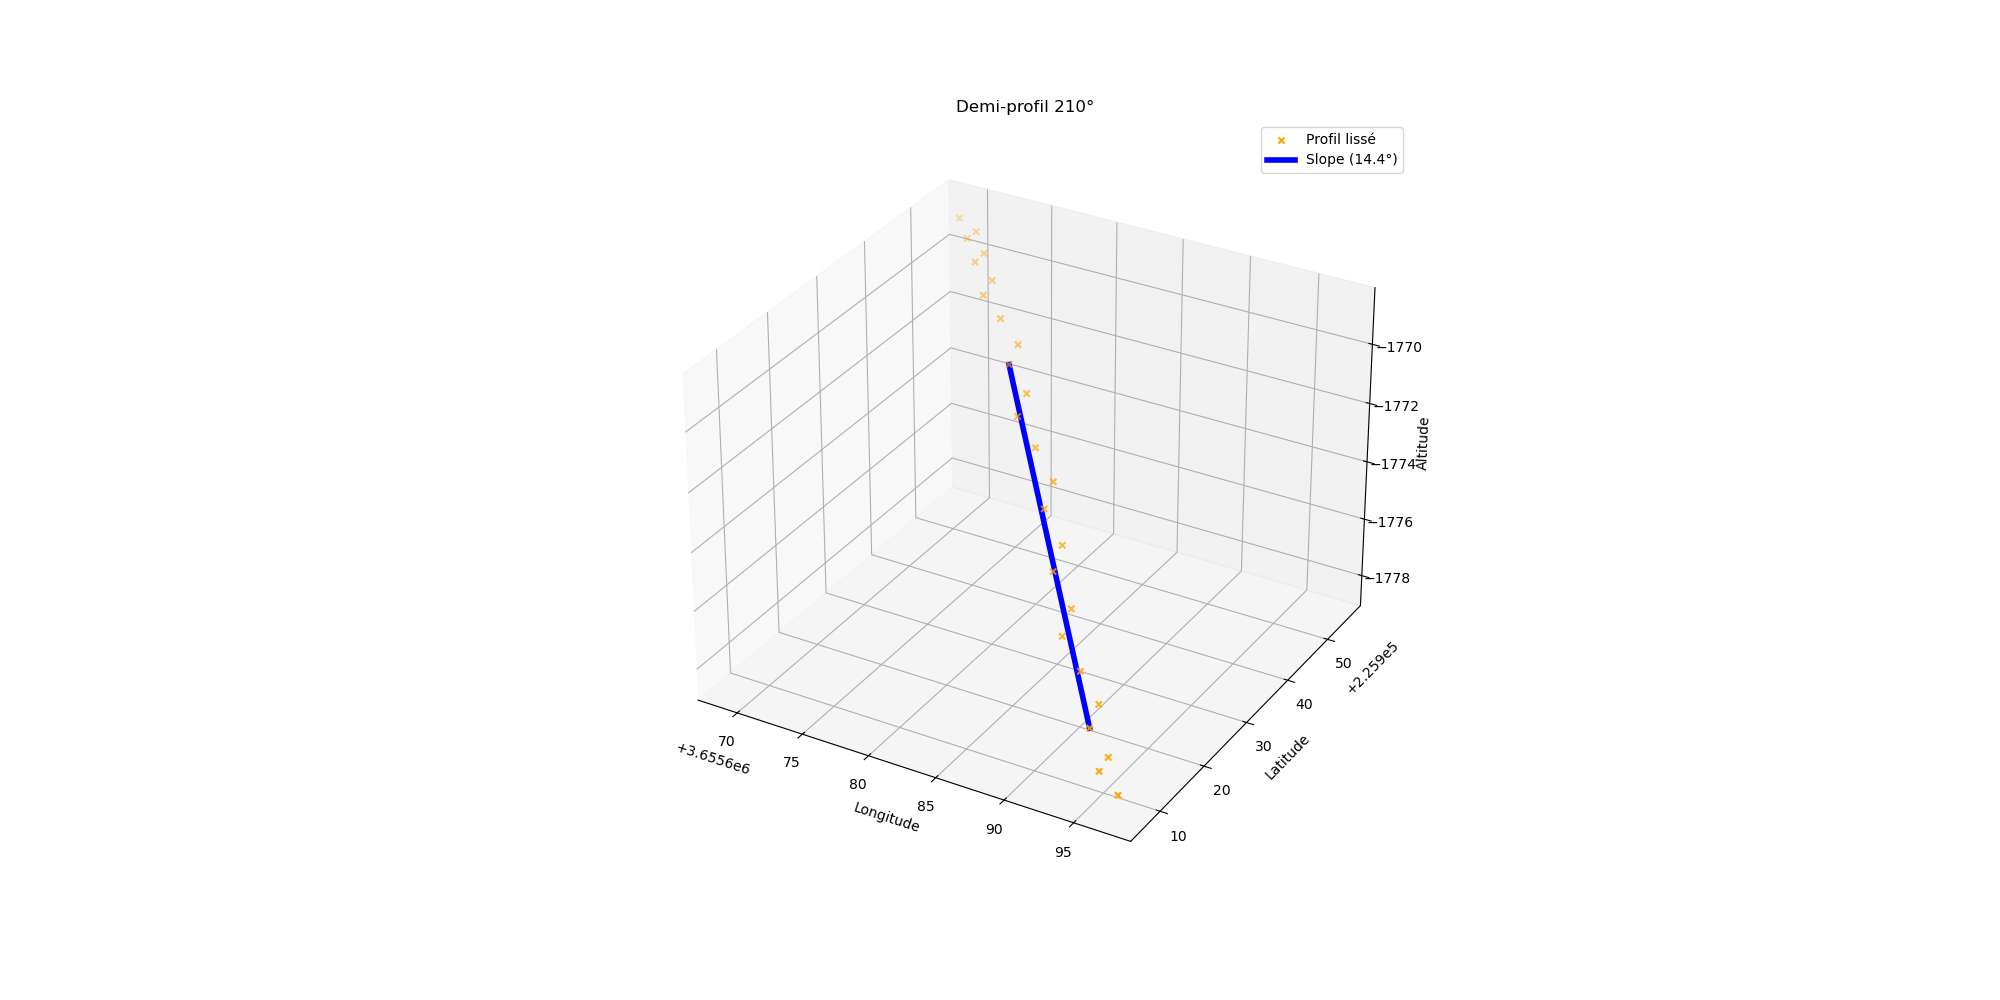 Demi-profil 210°
Profil lissé
Slope (14.4°)
−1770
−1772
−1774
−1776
−1778
Altitude
50
40
30
20
10
+2.259e5
Latitude
70
75
80
85
90
95
+3.6556e6
Longitude